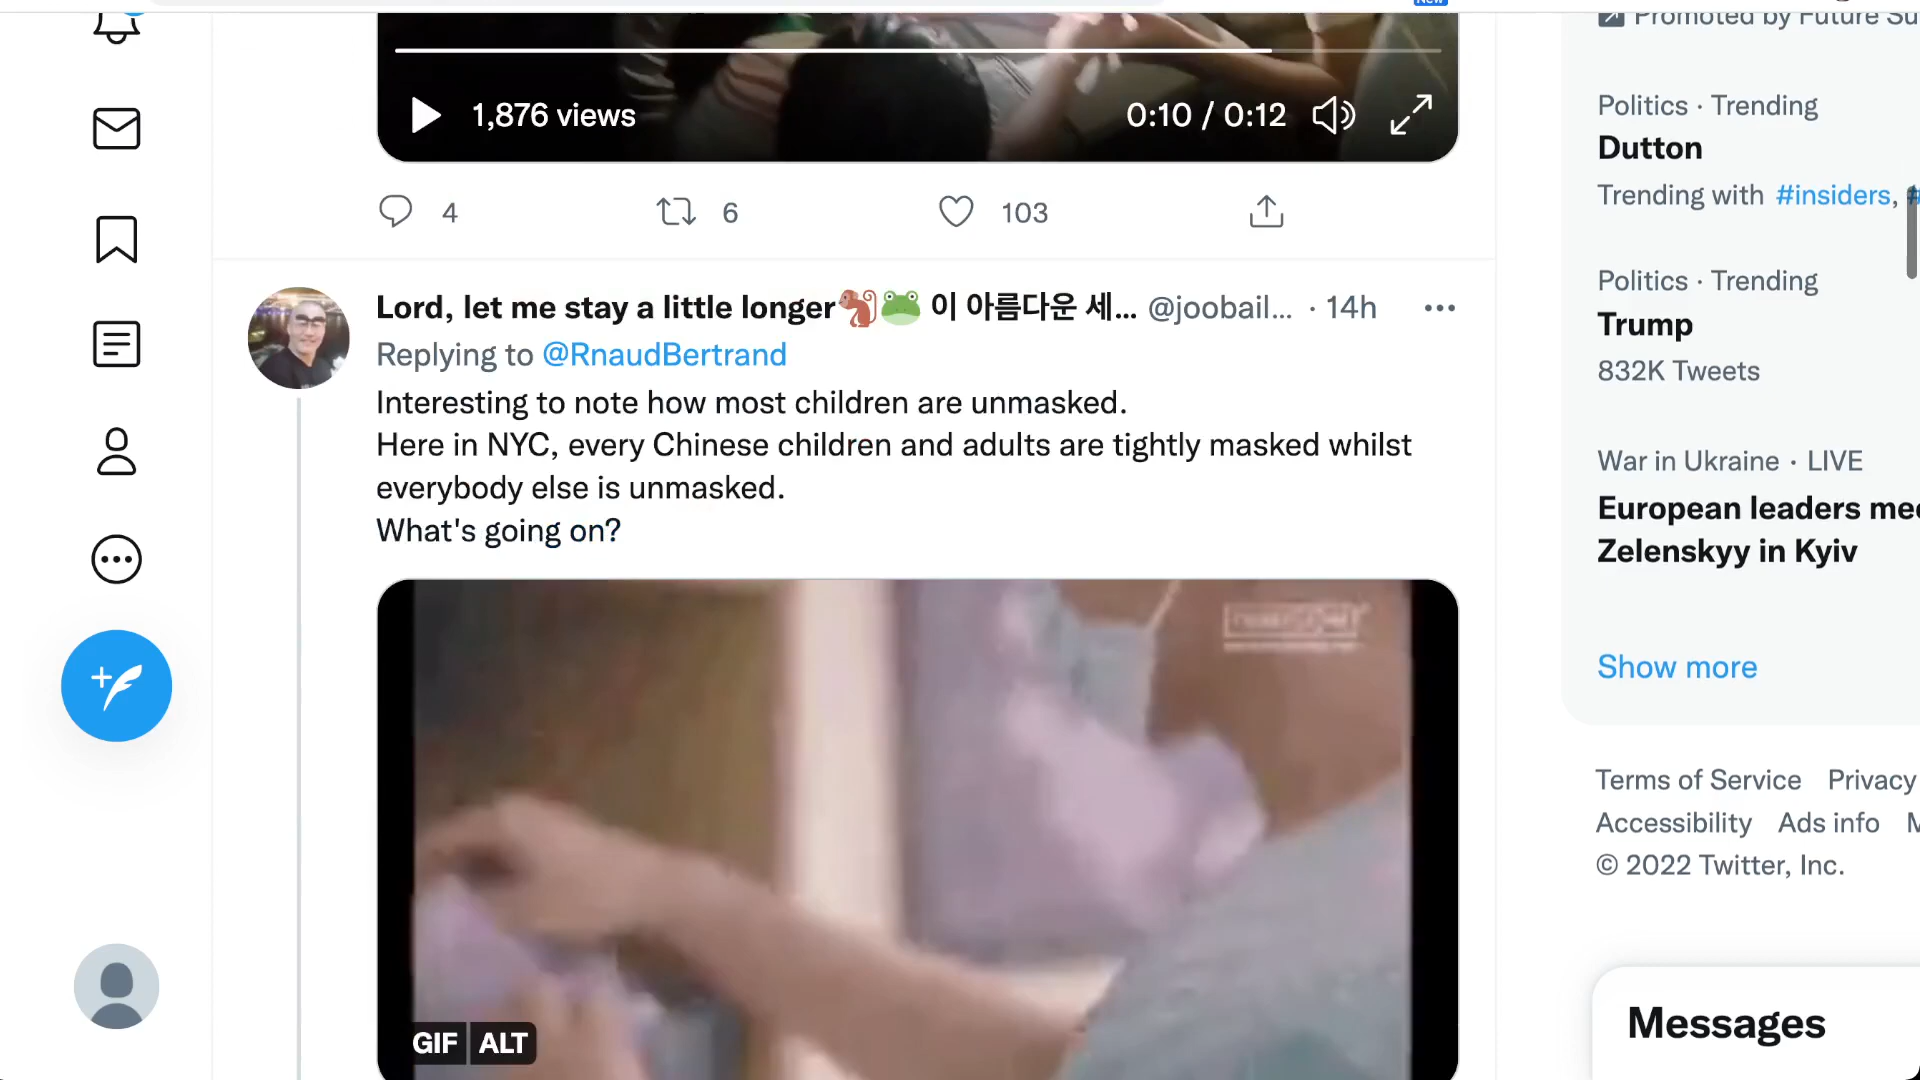 New
1,876 views
0:10 / 0:12
4
6
103
Lord, let me stay a little longer🐒🐸 이 아름다운 세... @joobail... · 14h
Replying to @RnaudBertrand
Interesting to note how most children are unmasked.
Here in NYC, every Chinese children and adults are tightly masked whilst
everybody else is unmasked.
What's going on?
GIF
ALT
Promoted by Future Su
Politics · Trending
Dutton
Trending with #insiders, #
Politics · Trending
Trump
832K Tweets
War in Ukraine · LIVE
European leaders mee
Zelenskyy in Kyiv
Show more
Terms of Service Privacy
Accessibility Ads info M
© 2022 Twitter, Inc.
Messages